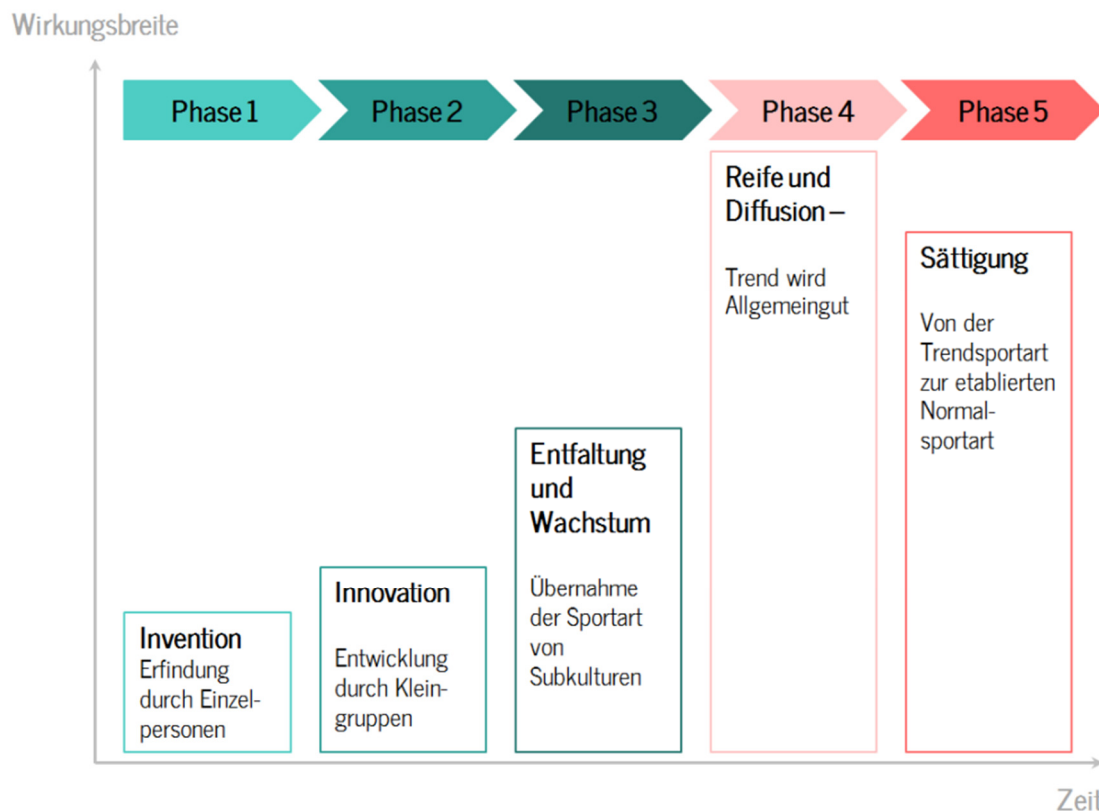 Wirkungsbreite
Phase 1
Phase 2
Phase 3
Phase 4
Phase 5
Invention
Erfindung
durch Einzel-
personen
Innovation
Entwicklung
durch Klein-
gruppen
Entfaltung
und
Wachstum
Übernahme
der Sportart
von
Subkulturen
Reife und
Diffusion –
Trend wird
Allgemeingut
Sättigung
Von der
Trendsportart
zur etablierten
Normal-
sportart
Zeit